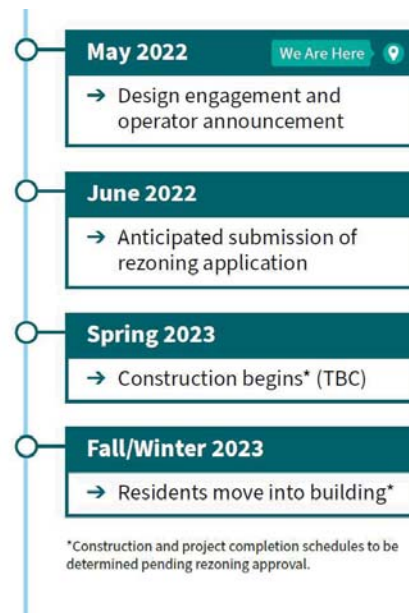 May 2022 We Are Here
→ Design engagement and
operator announcement
June 2022
→ Anticipated submission of
rezoning application
Spring 2023
→ Construction begins* (TBC)
Fall/Winter 2023
→ Residents move into building*
*Construction and project completion schedules to be
determined pending rezoning approval.